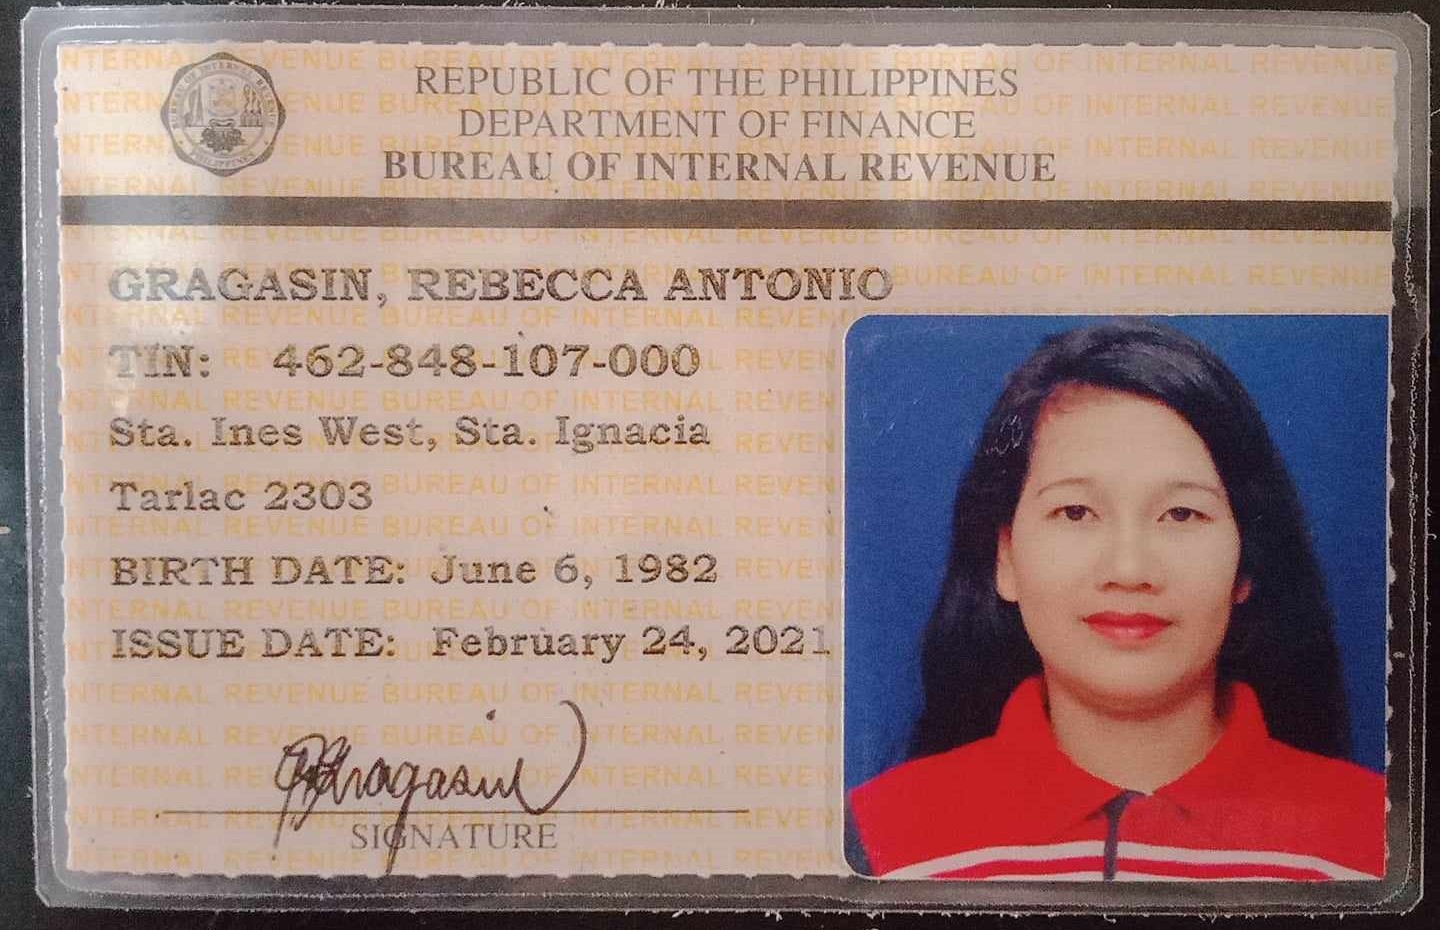 REPUBLIC OF THE PHILIPPINES
DEPARTMENT OF FINANCE
BUREAU OF INTERNAL REVENUE
GRAGASIN, REBECCA ANTONIO
TIN: 462-848-107-000
Sta. Ines West, Sta. Ignacia
Tarlac 2303
BIRTH DATE: June 6, 1982
ISSUE DATE: February 24, 2021
SIGNATURE